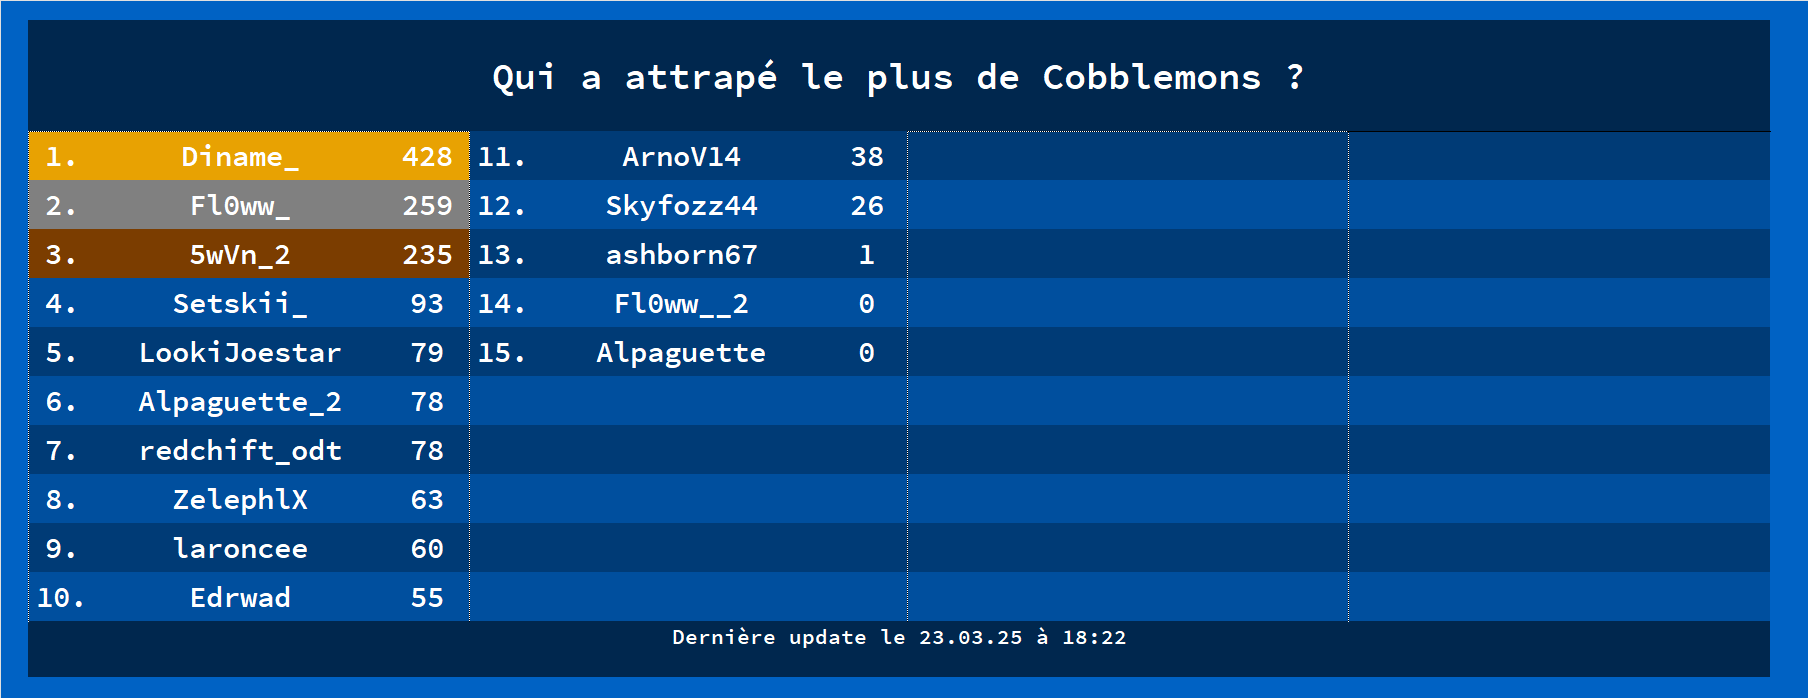 Qui a attrapé le plus de Cobblemons ?
1. Diname_ 428
2. Fl0ww_ 259
3. 5wVn_2 235
4. Setskii_ 93
5. LookiJoestar 79
6. Alpaguette_2 78
7. redchift_odt 78
8. ZelephlX 63
9. laroncee 60
10. Edrwad 55
11. ArnoV14 38
12. Skyfozz44 26
13. ashborn67 1
14. Fl0ww__2 0
15. Alpaguette 0
Dernière update le 23.03.25 à 18:22